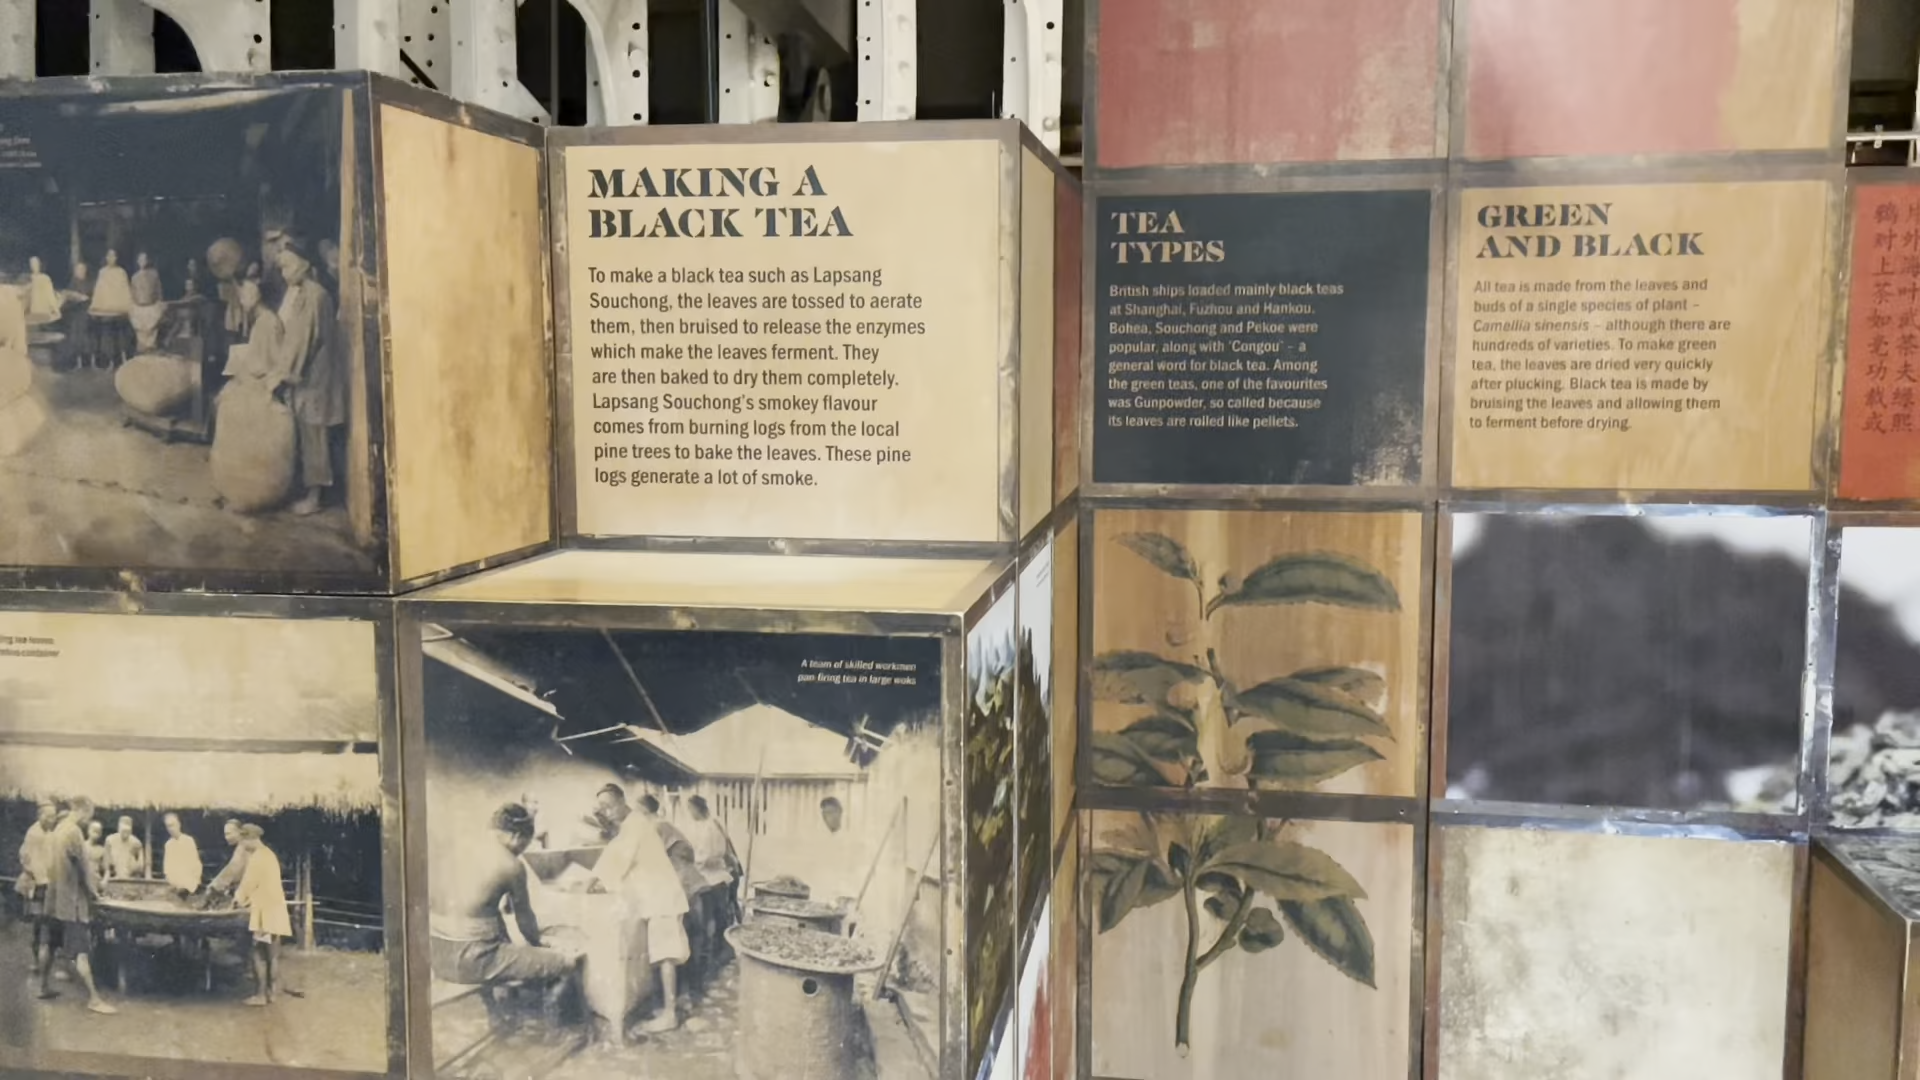 MAKING A
BLACK TEA
To make a black tea such as Lapsang
Souchong, the leaves are tossed to aerate
them, then bruised to release the enzymes
which make the leaves ferment. They
are then baked to dry them completely.
Lapsang Souchong's smokey flavour
comes from burning logs from the local
pine trees to bake the leaves. These pine
logs generate a lot of smoke.
TEA
TYPES
British ships loaded mainly black teas
at Shanghai, Fuzhou and Hankou.
Bohea, Souchong and Pekoe were
popular, along with 'Congou' – a
general word for black tea. Among
the green teas, one of the favourites
was Gunpowder, so called because
its leaves are rolled like pellets.
GREEN
AND BLACK
All tea is made from the leaves and
buds of a single species of plant –
Camellia sinensis – although there are
hundreds of varieties. To make green
tea, the leaves are dried very quickly
after plucking. Black tea is made by
bruising the leaves and allowing them
to ferment before drying.
A team of skilled workmen
pan-firing tea in large woks
tea leaves
container